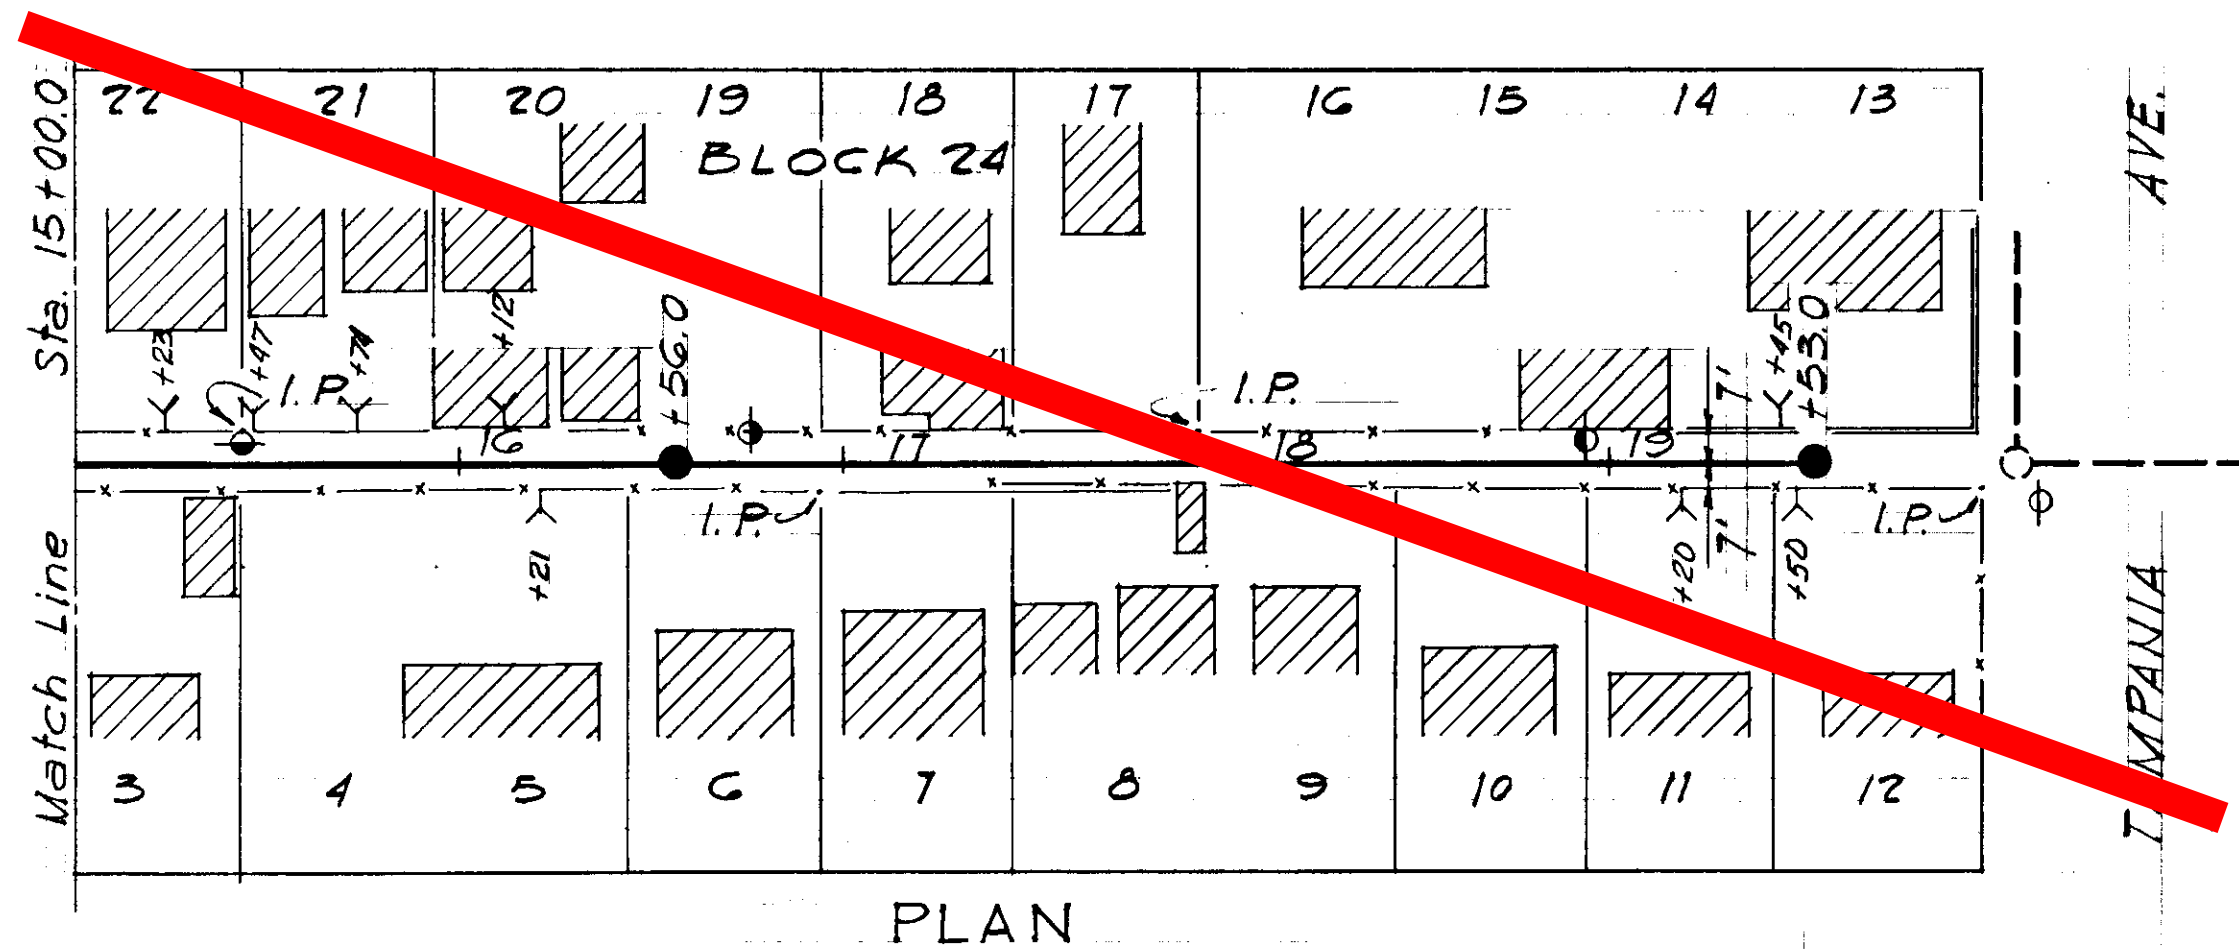 22 21 20 19 18 17 16 15 14 13
BLOCK 24
Sta. 15+00.0
Match Line
+23
+47
+74
+12
+56.0
+45
+53.0
I.P.
I.P.
7'
16 17 18 19
I.P.
I.P.
+21
+20
7'
+50
3 4 5 6 7 8 9 10 11 12
AVE.
PLAN